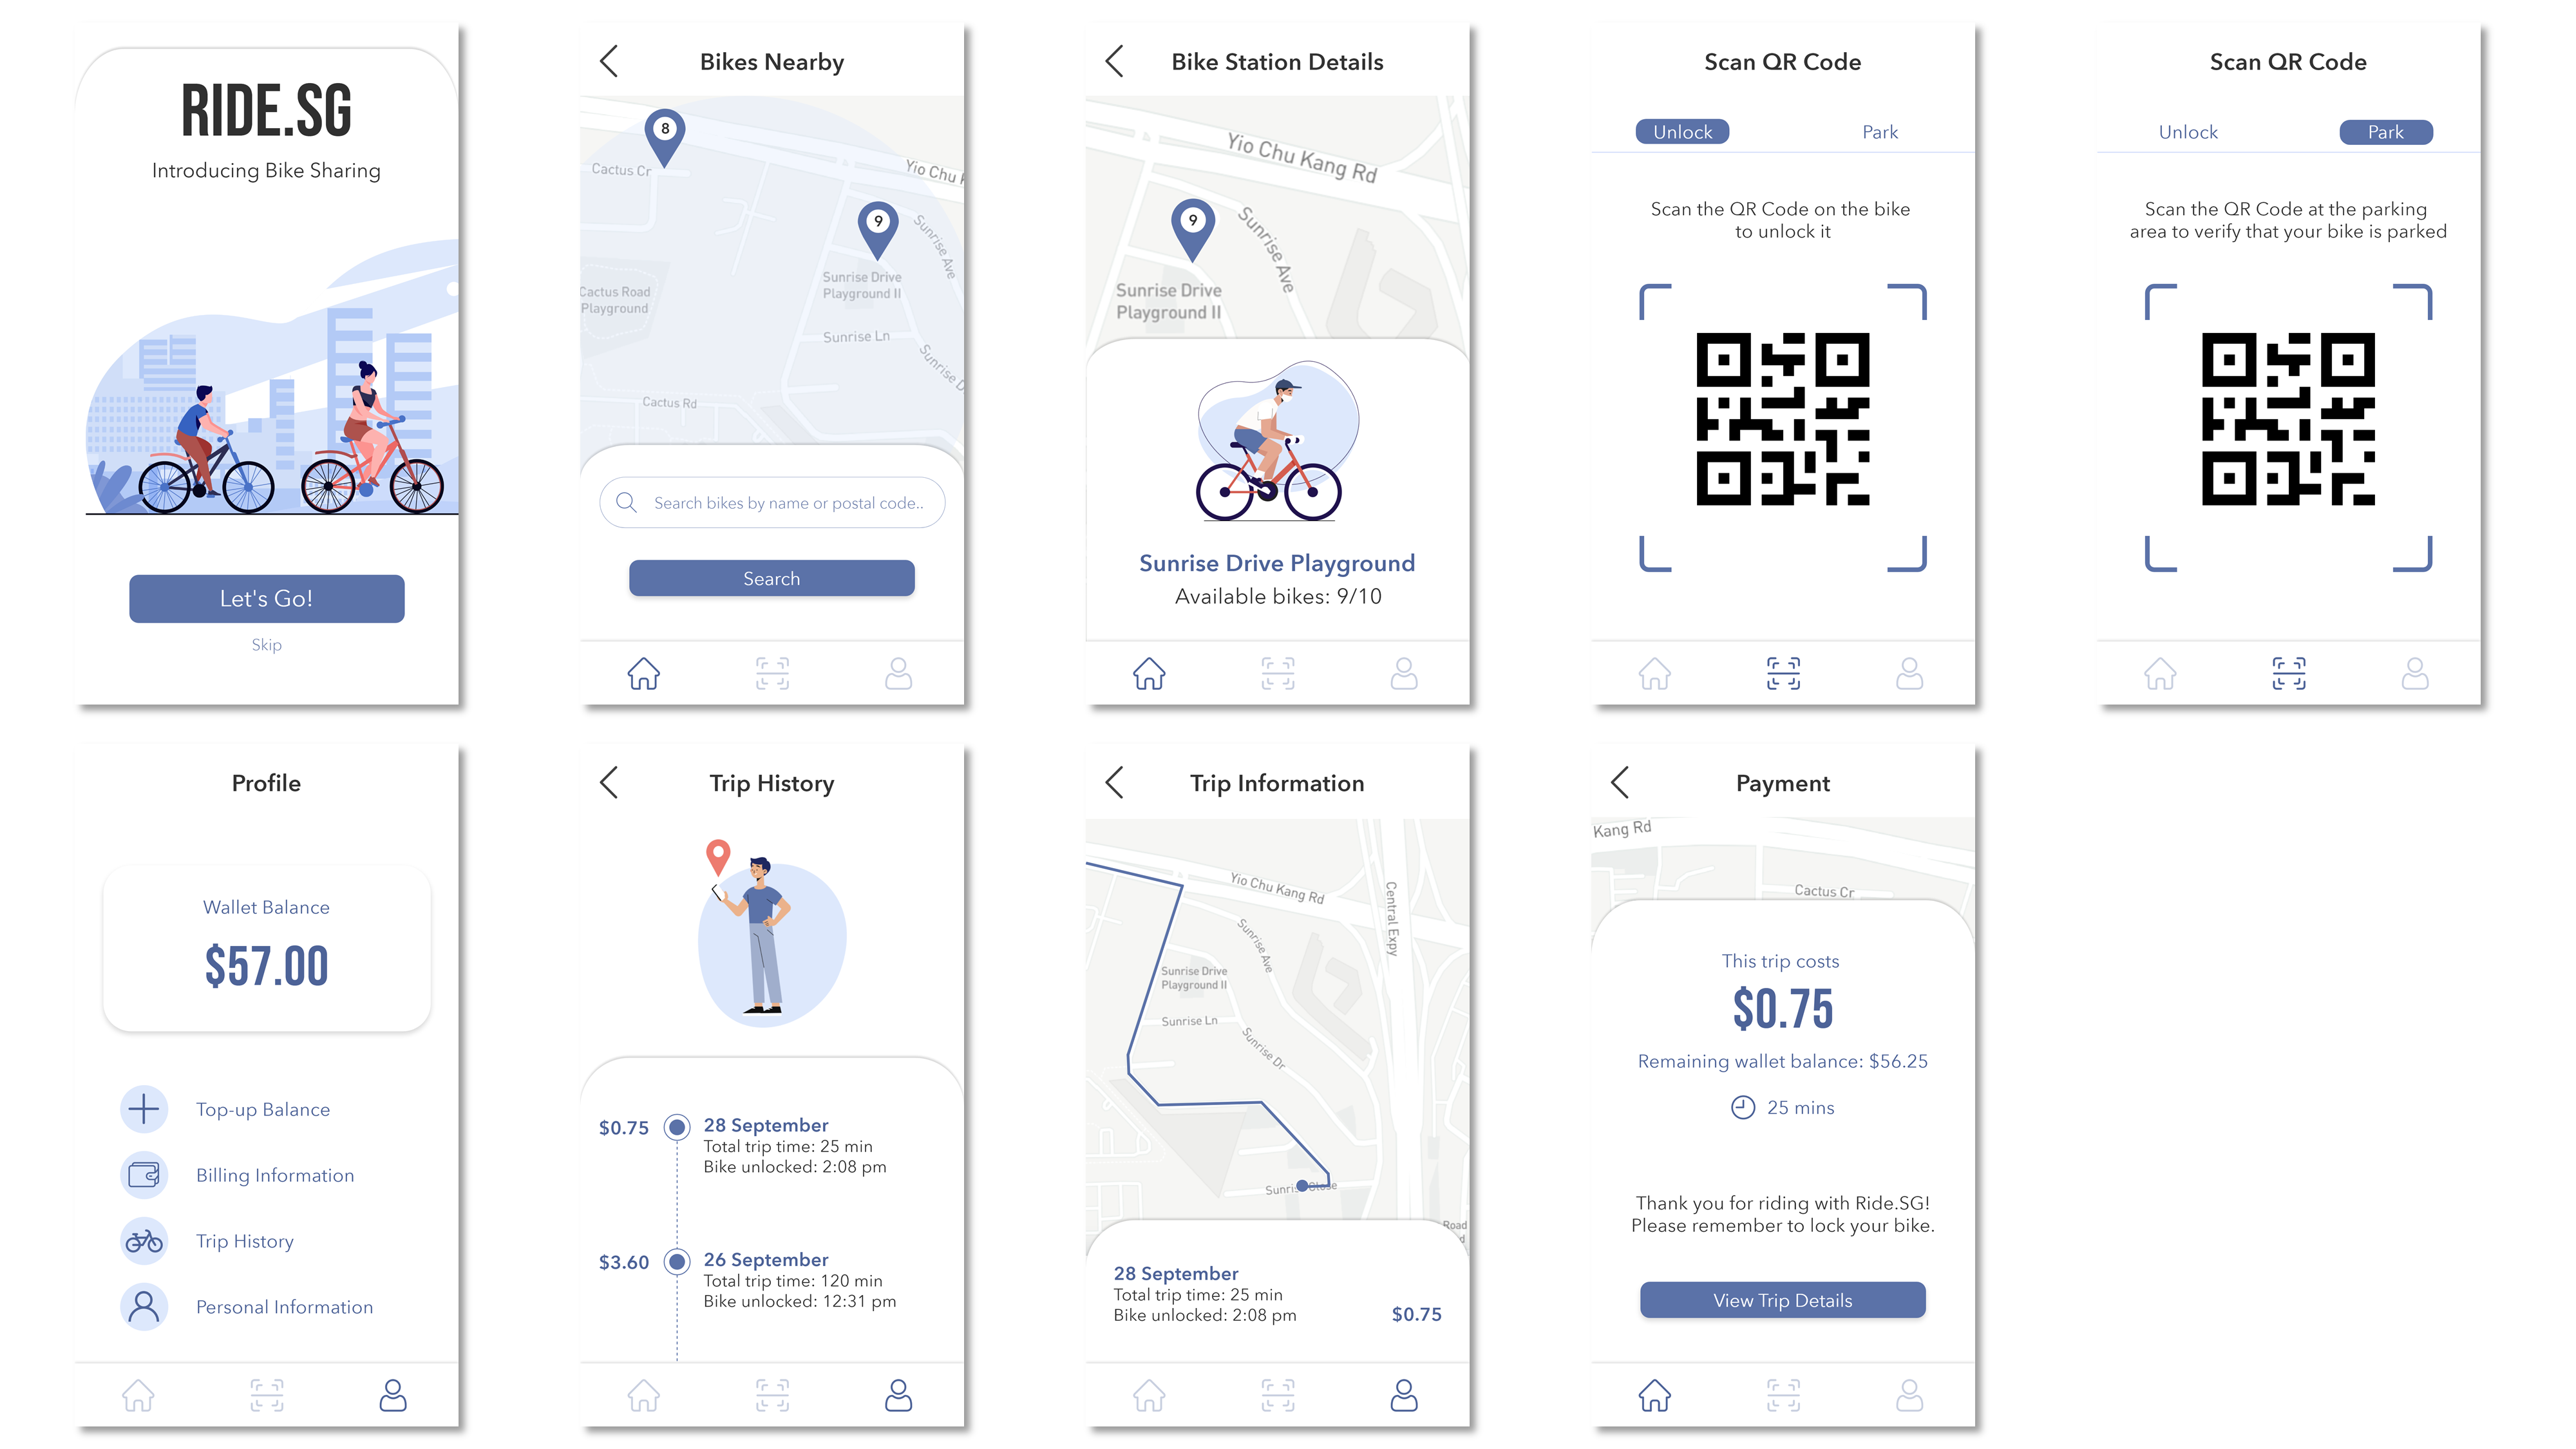 RIDE.SG
Introducing Bike Sharing
Let's Go!
Skip
Bikes Nearby
8
Cactus Cr
Yio Chu K
9
Sunrise Ave
Sunrise Drive
Playground II
Cactus Road
Playground
Sunrise Ln
Sunrise D
Cactus Rd
Search bikes by name or postal code..
Search
Bike Station Details
Yio Chu Kang Rd
9
Sunrise Ave
Sunrise Drive
Playground II
Sunrise Drive Playground
Available bikes: 9/10
Scan QR Code
Unlock Park
Scan the QR Code on the bike
to unlock it
Scan QR Code
Unlock Park
Scan the QR Code at the parking
area to verify that your bike is parked
Profile
Wallet Balance
$57.00
Top-up Balance
Billing Information
Trip History
Personal Information
Trip History
$0.75 28 September
Total trip time: 25 min
Bike unlocked: 2:08 pm
$3.60 26 September
Total trip time: 120 min
Bike unlocked: 12:31 pm
Trip Information
Yio Chu Kang Rd
Central Expy
Sunrise Ave
Sunrise Drive
Playground II
Sunrise Ln
Sunrise Dr
Sunrise Close
Road
28 September
Total trip time: 25 min
Bike unlocked: 2:08 pm
$0.75
Payment
Kang Rd
Cactus Cr
This trip costs
$0.75
Remaining wallet balance: $56.25
25 mins
Thank you for riding with Ride.SG!
Please remember to lock your bike.
View Trip Details